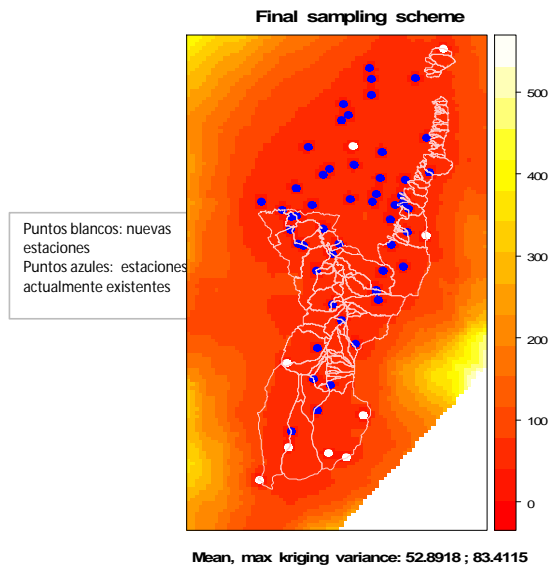 Final sampling scheme
Puntos blancos: nuevas
estaciones
Puntos azules: estaciones
actualmente existentes
500
400
300
200
100
0
Mean, max kriging variance: 52.8918 ; 83.4115